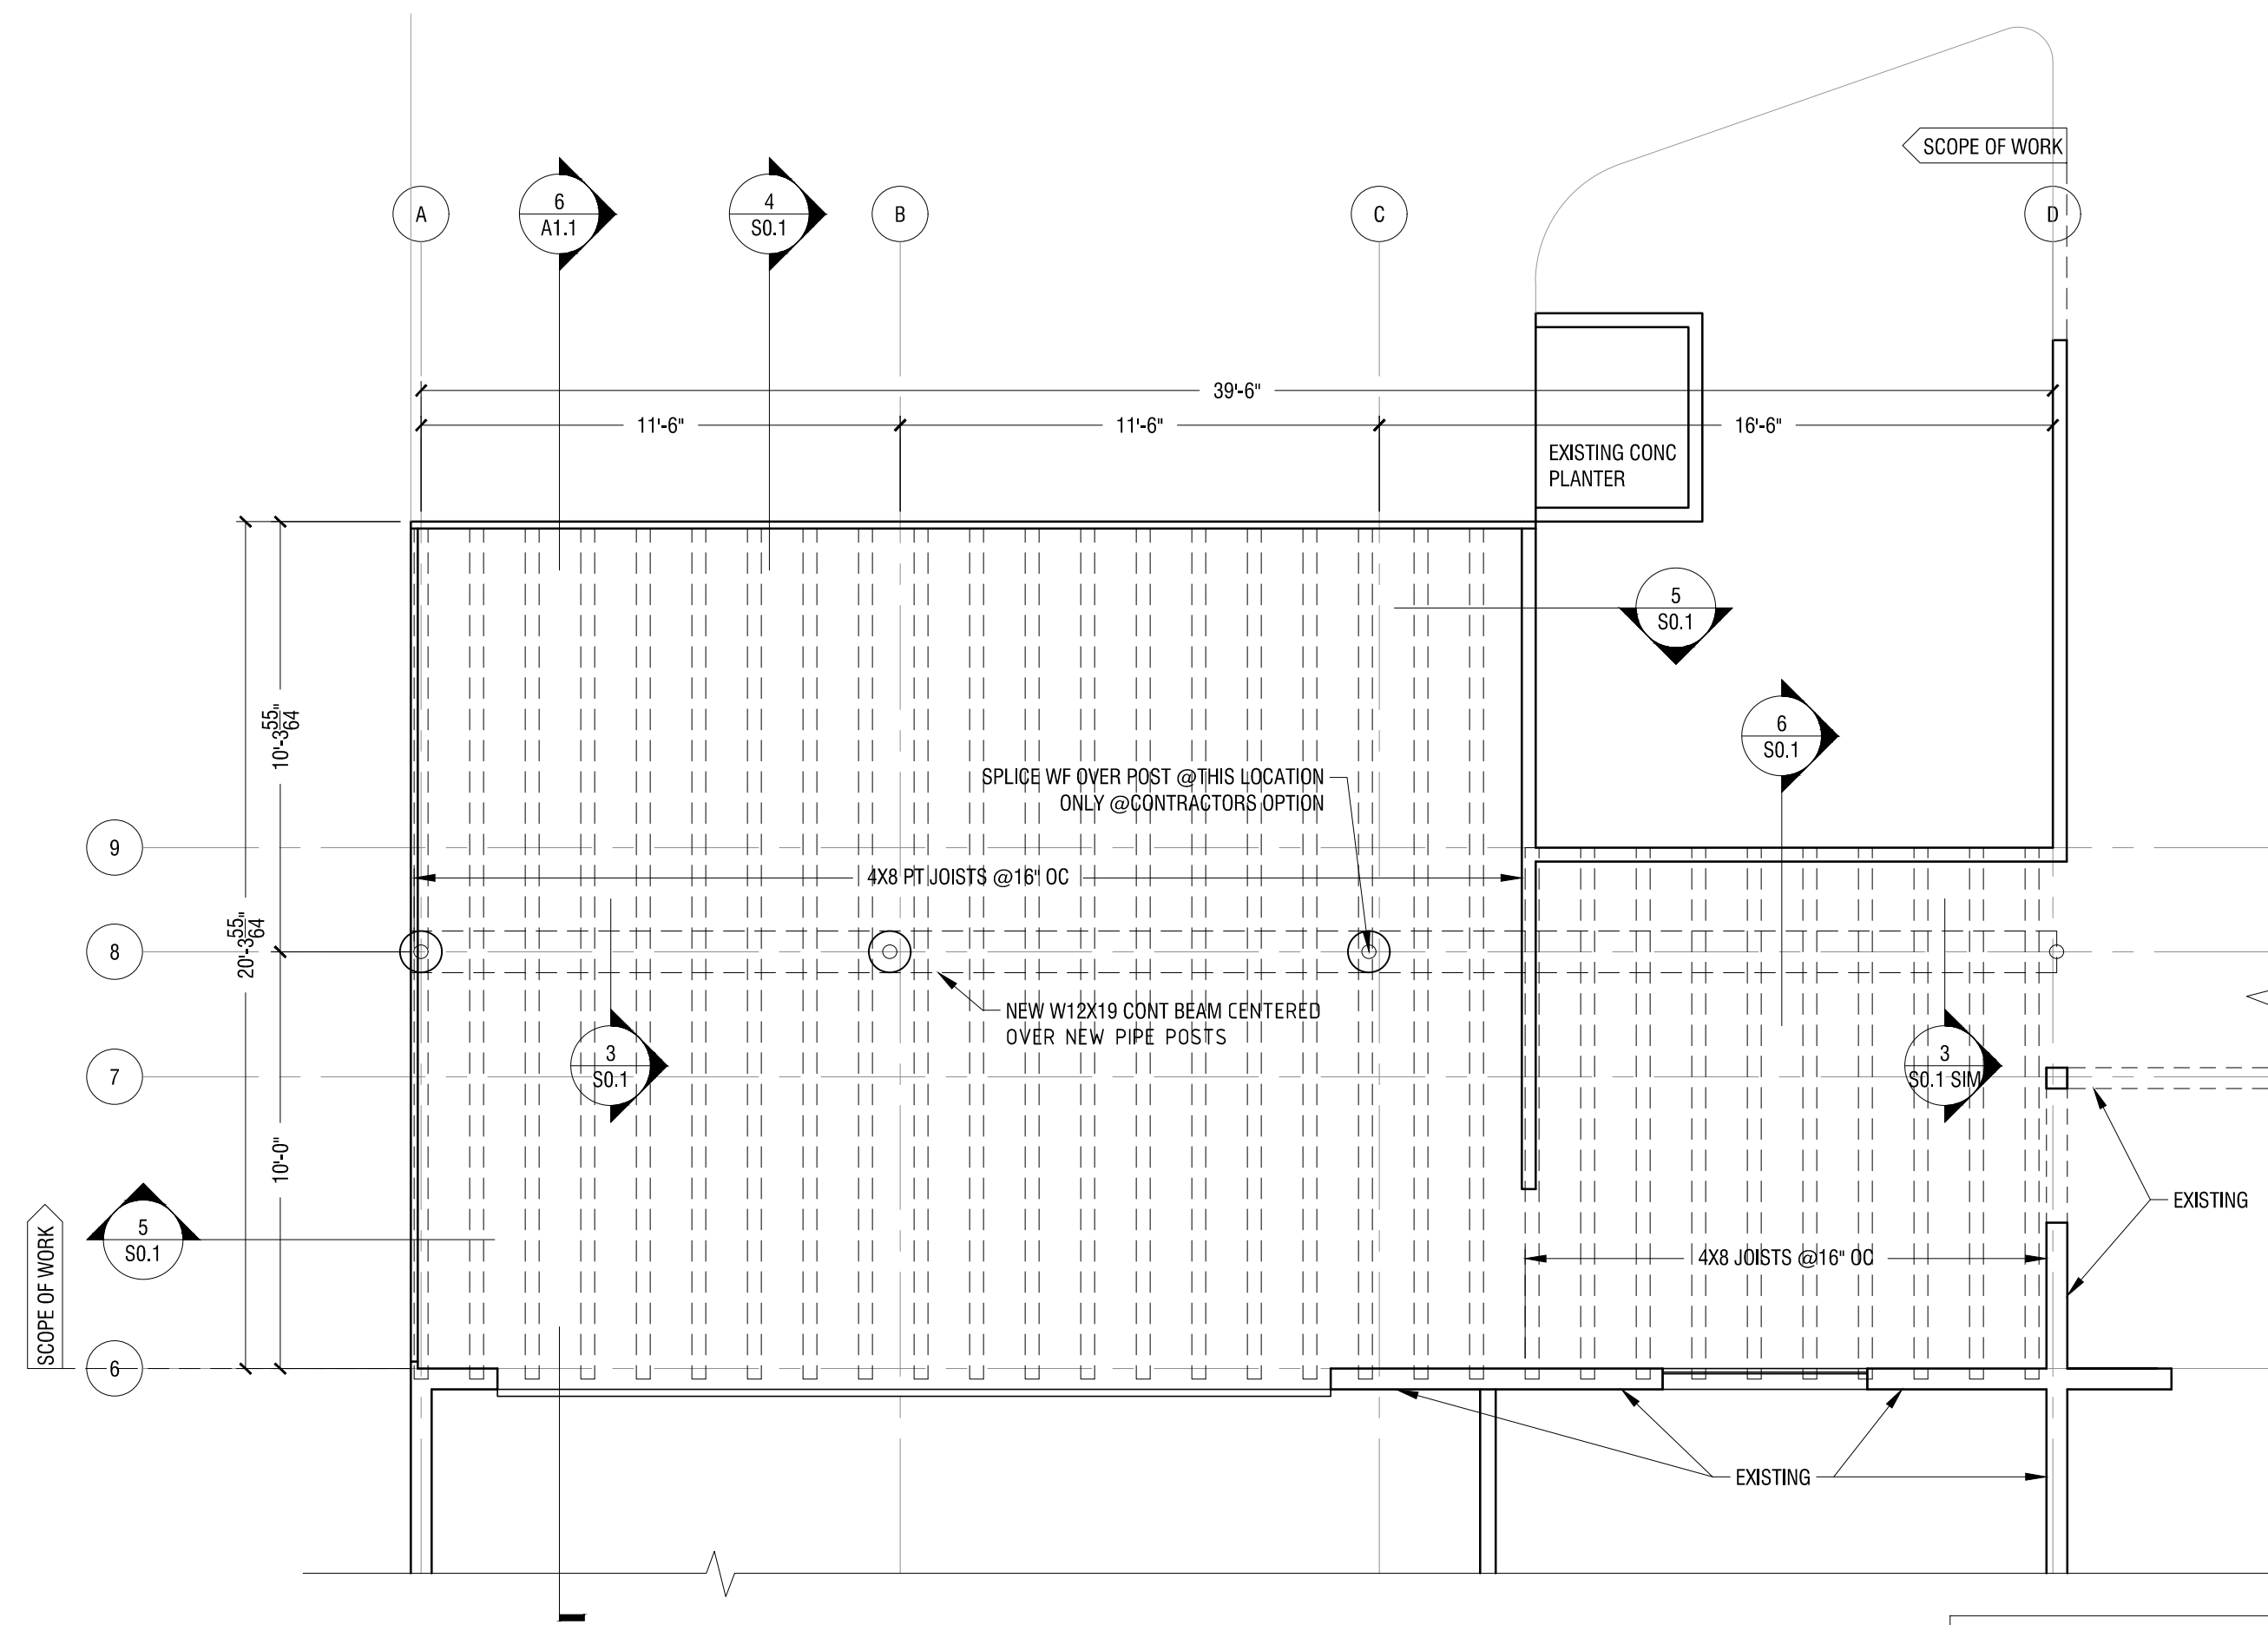 SCOPE OF WORK
A
6
A1.1
4
S0.1
B
C
D
39'-6"
11'-6"
11'-6"
16'-6"
EXISTING CONC
PLANTER
5
S0.1
10'-3 55/64"
6
S0.1
SPLICE WF OVER POST @THIS LOCATION
ONLY @CONTRACTORS OPTION
9
4X8 PT JOISTS @16" OC
20'-3 55/64"
8
NEW W12X19 CONT BEAM CENTERED
OVER NEW PIPE POSTS
3
S0.1
3
S0.1 SIM
7
10'-0"
EXISTING
5
S0.1
4X8 JOISTS @16" OC
SCOPE OF WORK
6
EXISTING